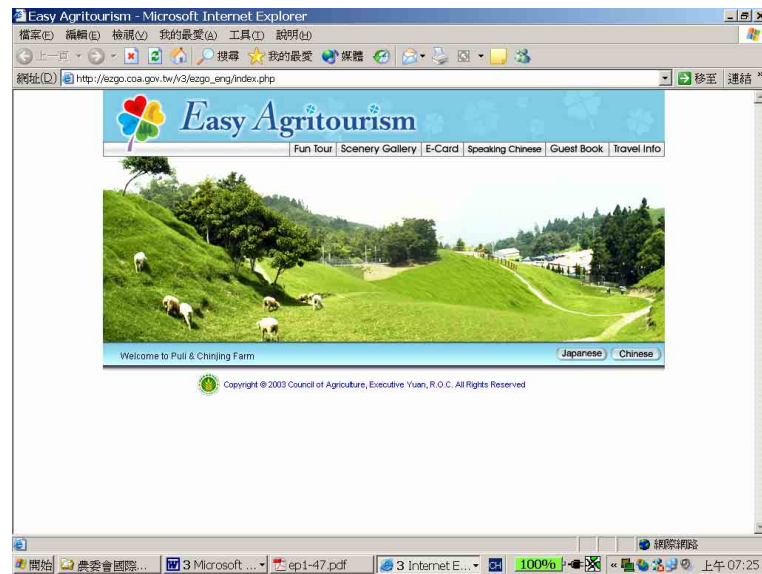 Easy Agritourism - Microsoft Internet Explorer
檔案(F) 編輯(E) 檢視(V) 我的最愛(A) 工具(T) 說明(H)
上一頁 搜尋 我的最愛 媒體
網址(D) http://ezgo.coa.gov.tw/v3/ezgo_eng/index.php 移至 連結 »
Easy Agritourism
Fun Tour Scenery Gallery E-Card Speaking Chinese Guest Book Travel Info
Welcome to Puli & Chinjing Farm Japanese Chinese
Copyright © 2003 Council of Agriculture, Executive Yuan, R.O.C. All Rights Reserved
網際網路
開始 農委會國際... 3 Microsoft ... ep1-47.pdf 3 Internet E... CH 100% « 上午 07:25